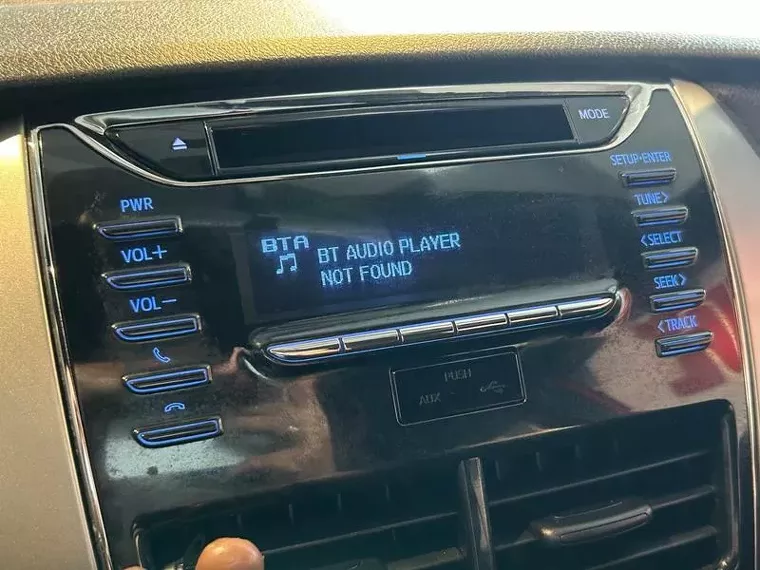 MODE
SETUP•ENTER
PWR
TUNE>
VOL+
BTA
BT AUDIO PLAYER
<SELECT
NOT FOUND
VOL−
SEEK>
<TRACK
PUSH
AUX